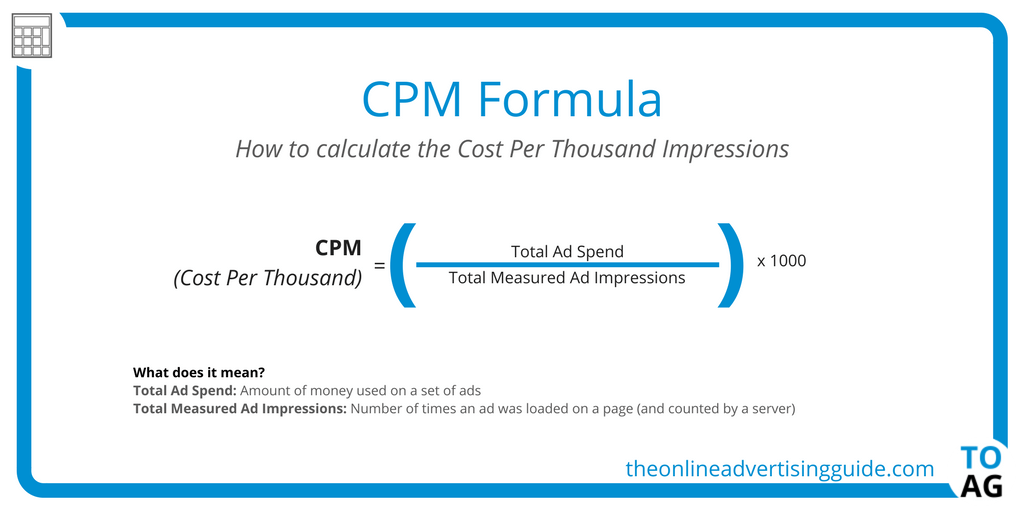 CPM Formula
How to calculate the Cost Per Thousand Impressions
CPM
(Cost Per Thousand)
=
(
Total Ad Spend
Total Measured Ad Impressions
)
x 1000
What does it mean?
Total Ad Spend: Amount of money used on a set of ads
Total Measured Ad Impressions: Number of times an ad was loaded on a page (and counted by a server)
theonlineadvertisingguide.com
TO
AG